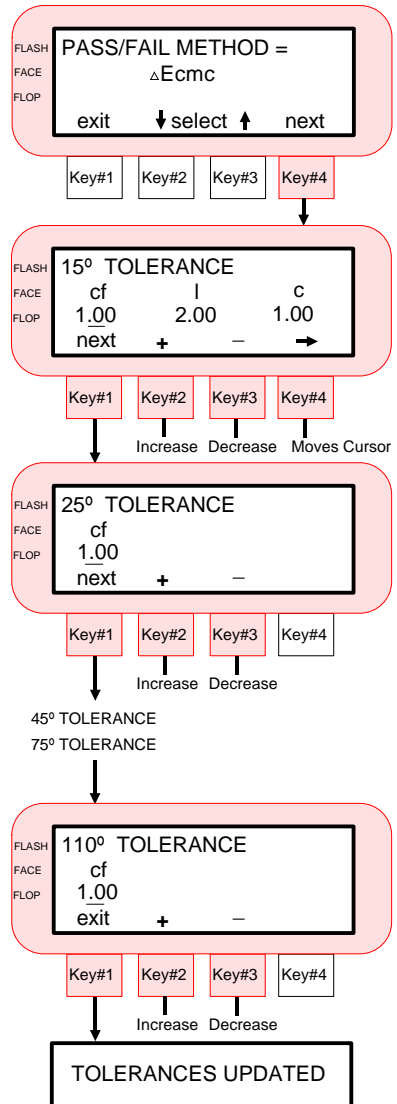 FLASH PASS/FAIL METHOD =
FACE △Ecmc
FLOP
exit ↓ select ↑ next
Key#1 Key#2 Key#3 Key#4
FLASH 15º TOLERANCE
FACE cf l c
FLOP 1.00 2.00 1.00
next + − →
Key#1 Key#2 Key#3 Key#4
Increase Decrease Moves Cursor
FLASH 25º TOLERANCE
FACE cf
FLOP 1.00
next + −
Key#1 Key#2 Key#3 Key#4
Increase Decrease
45º TOLERANCE
75º TOLERANCE
FLASH 110º TOLERANCE
FACE cf
FLOP 1.00
exit + −
Key#1 Key#2 Key#3 Key#4
Increase Decrease
TOLERANCES UPDATED